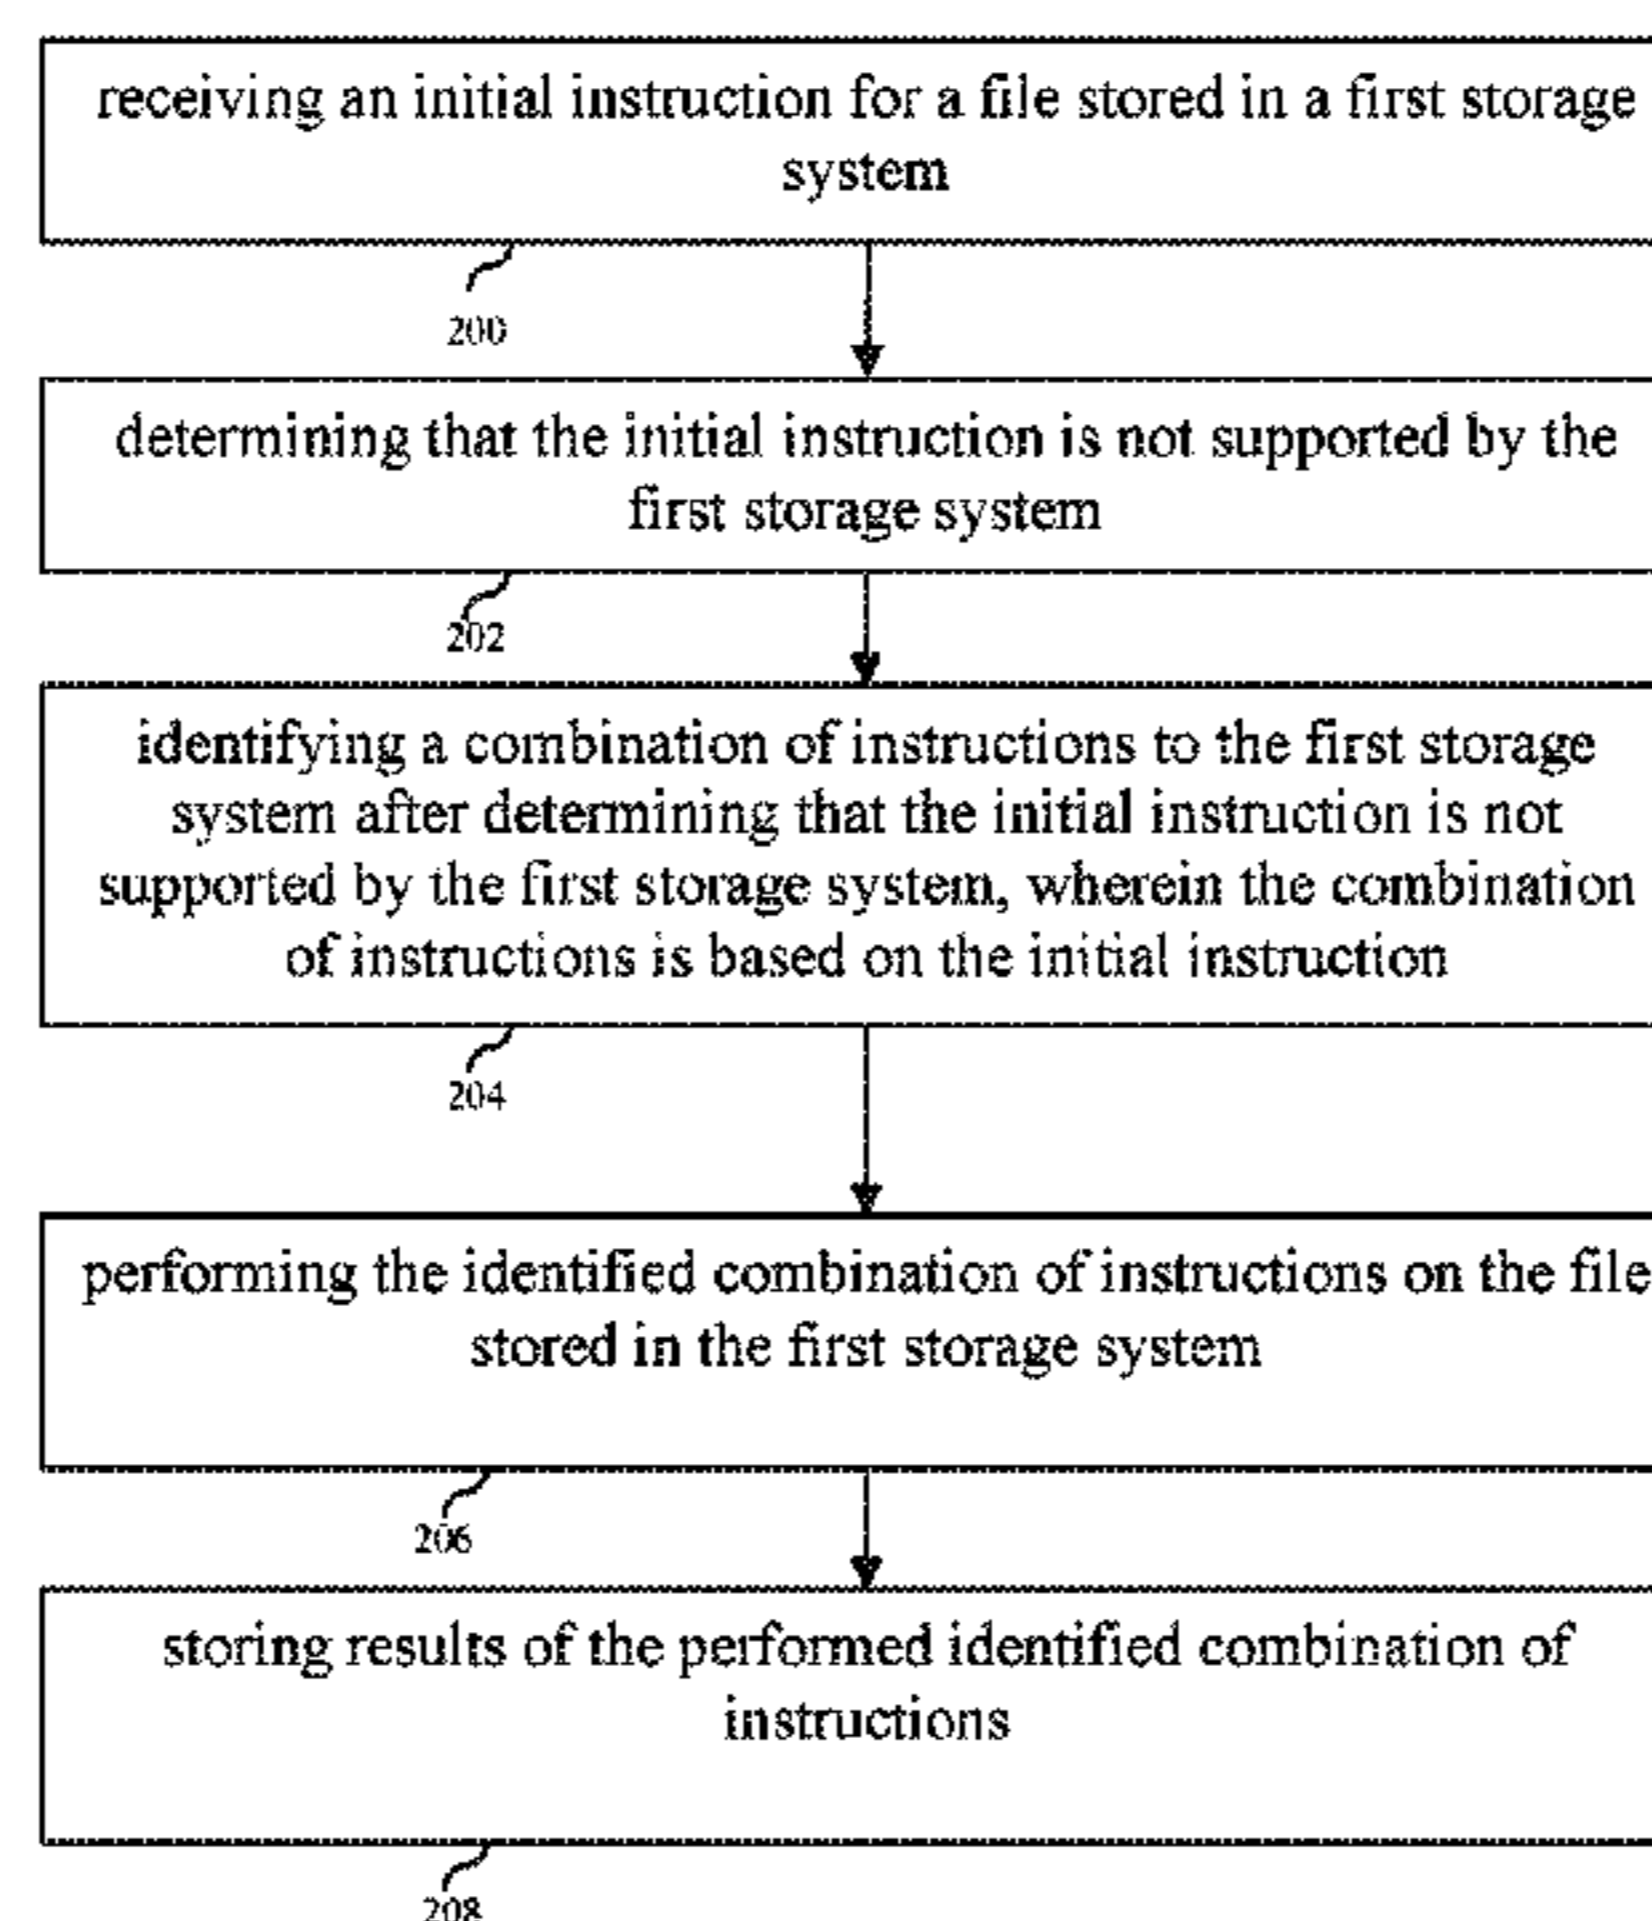 receiving an initial instruction for a file stored in a first storage
system
200
determining that the initial instruction is not supported by the
first storage system
202
identifying a combination of instructions to the first storage
system after determining that the initial instruction is not
supported by the first storage system, wherein the combination
of instructions is based on the initial instruction
204
performing the identified combination of instructions on the file
stored in the first storage system
206
storing results of the performed identified combination of
instructions
208